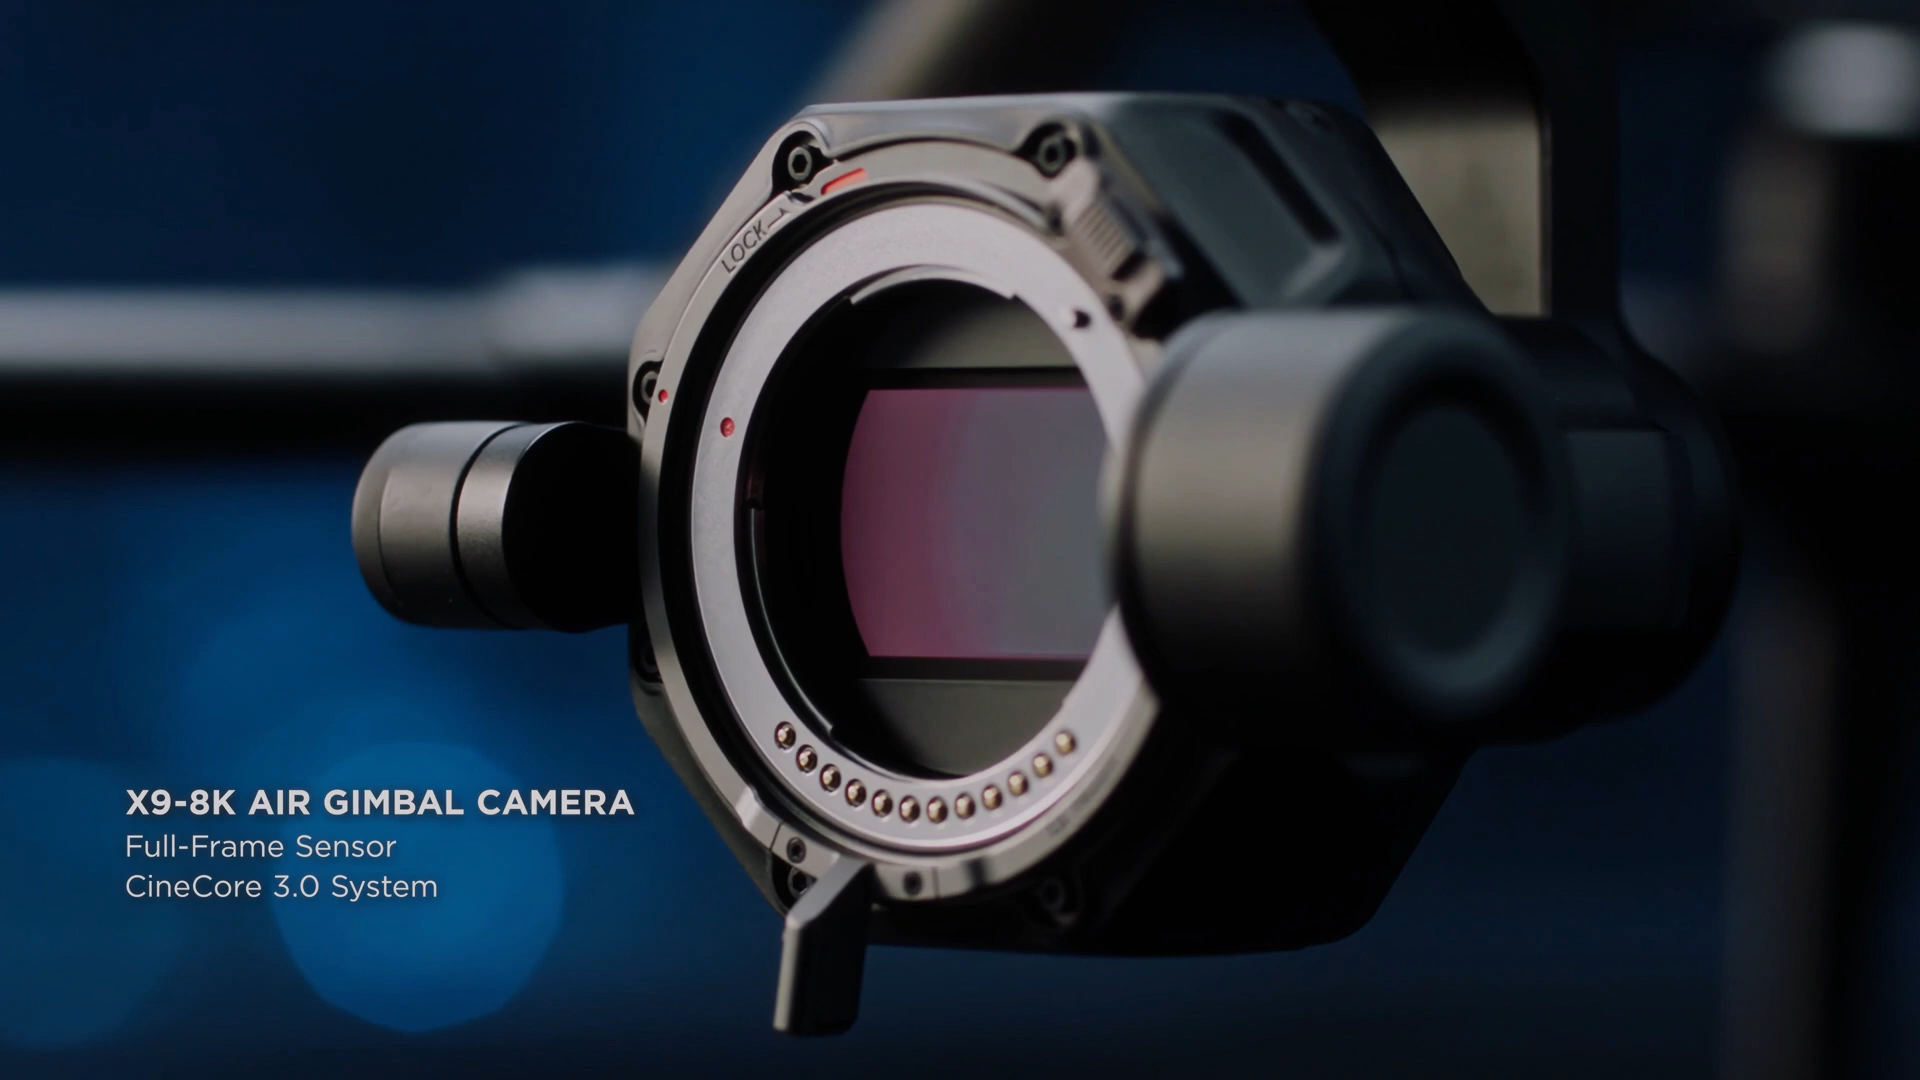 LOCK
X9-8K AIR GIMBAL CAMERA
Full-Frame Sensor
CineCore 3.0 System